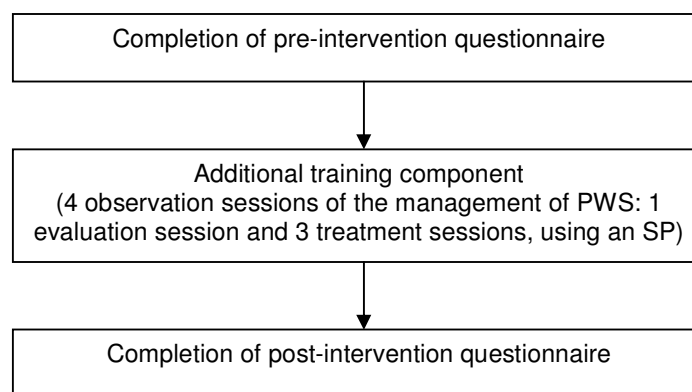 Completion of pre-intervention questionnaire
Additional training component
(4 observation sessions of the management of PWS: 1
evaluation session and 3 treatment sessions, using an SP)
Completion of post-intervention questionnaire